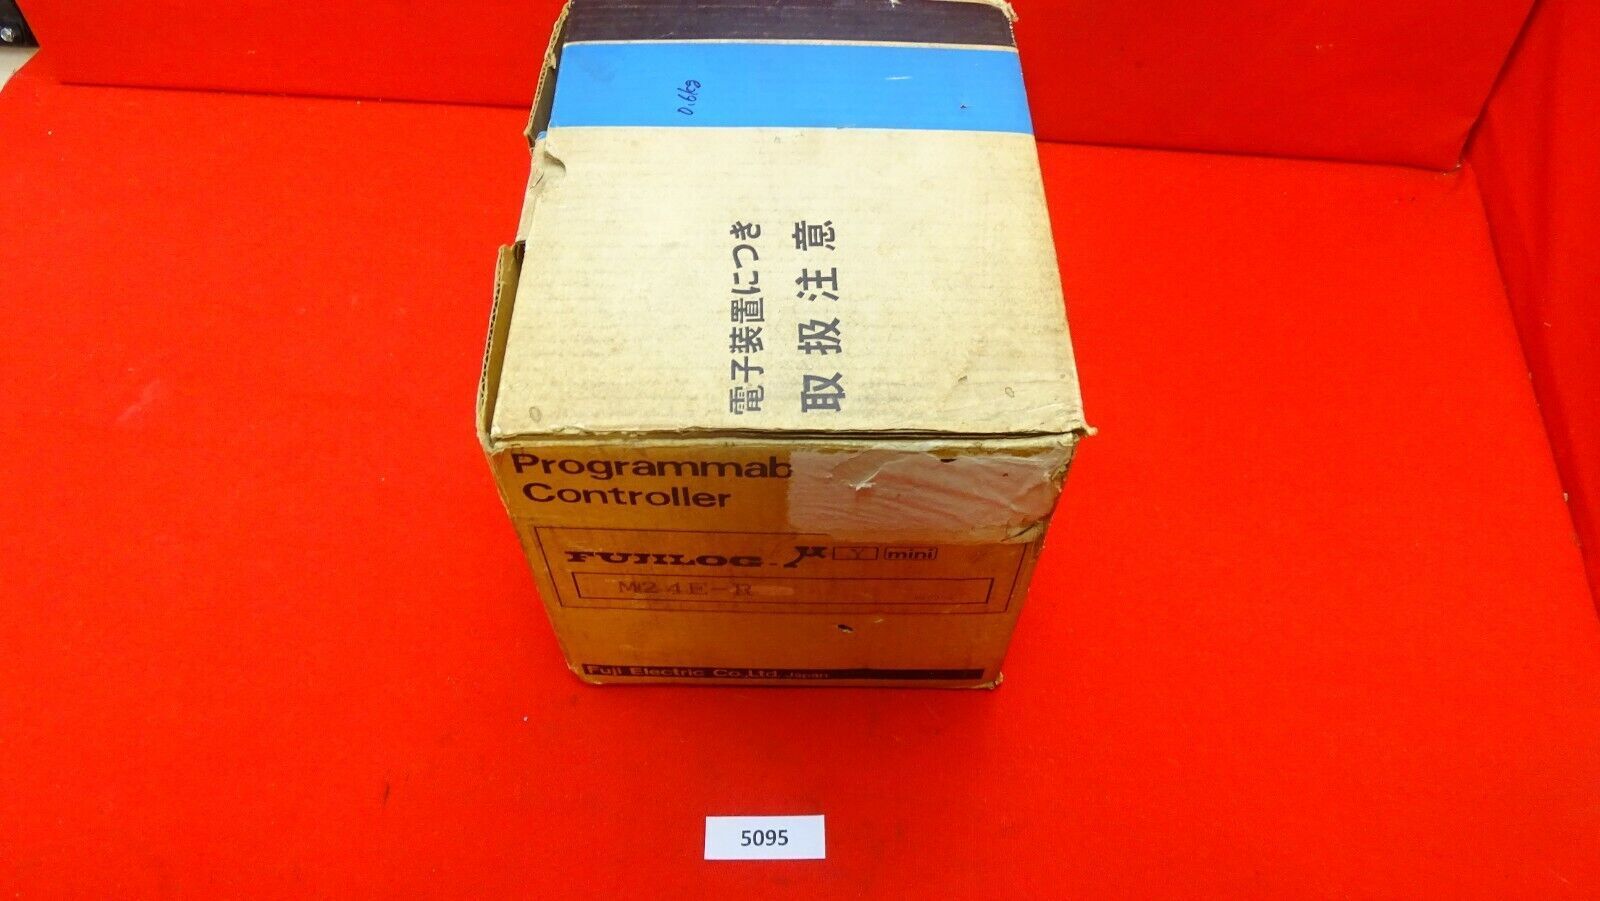 0.6kg
電子装置につき
取扱注意
Programmab
Controller
FUJILOG-μ Y mini
M24E-R
Fuji Electric Co.,Ltd. Japan
5095